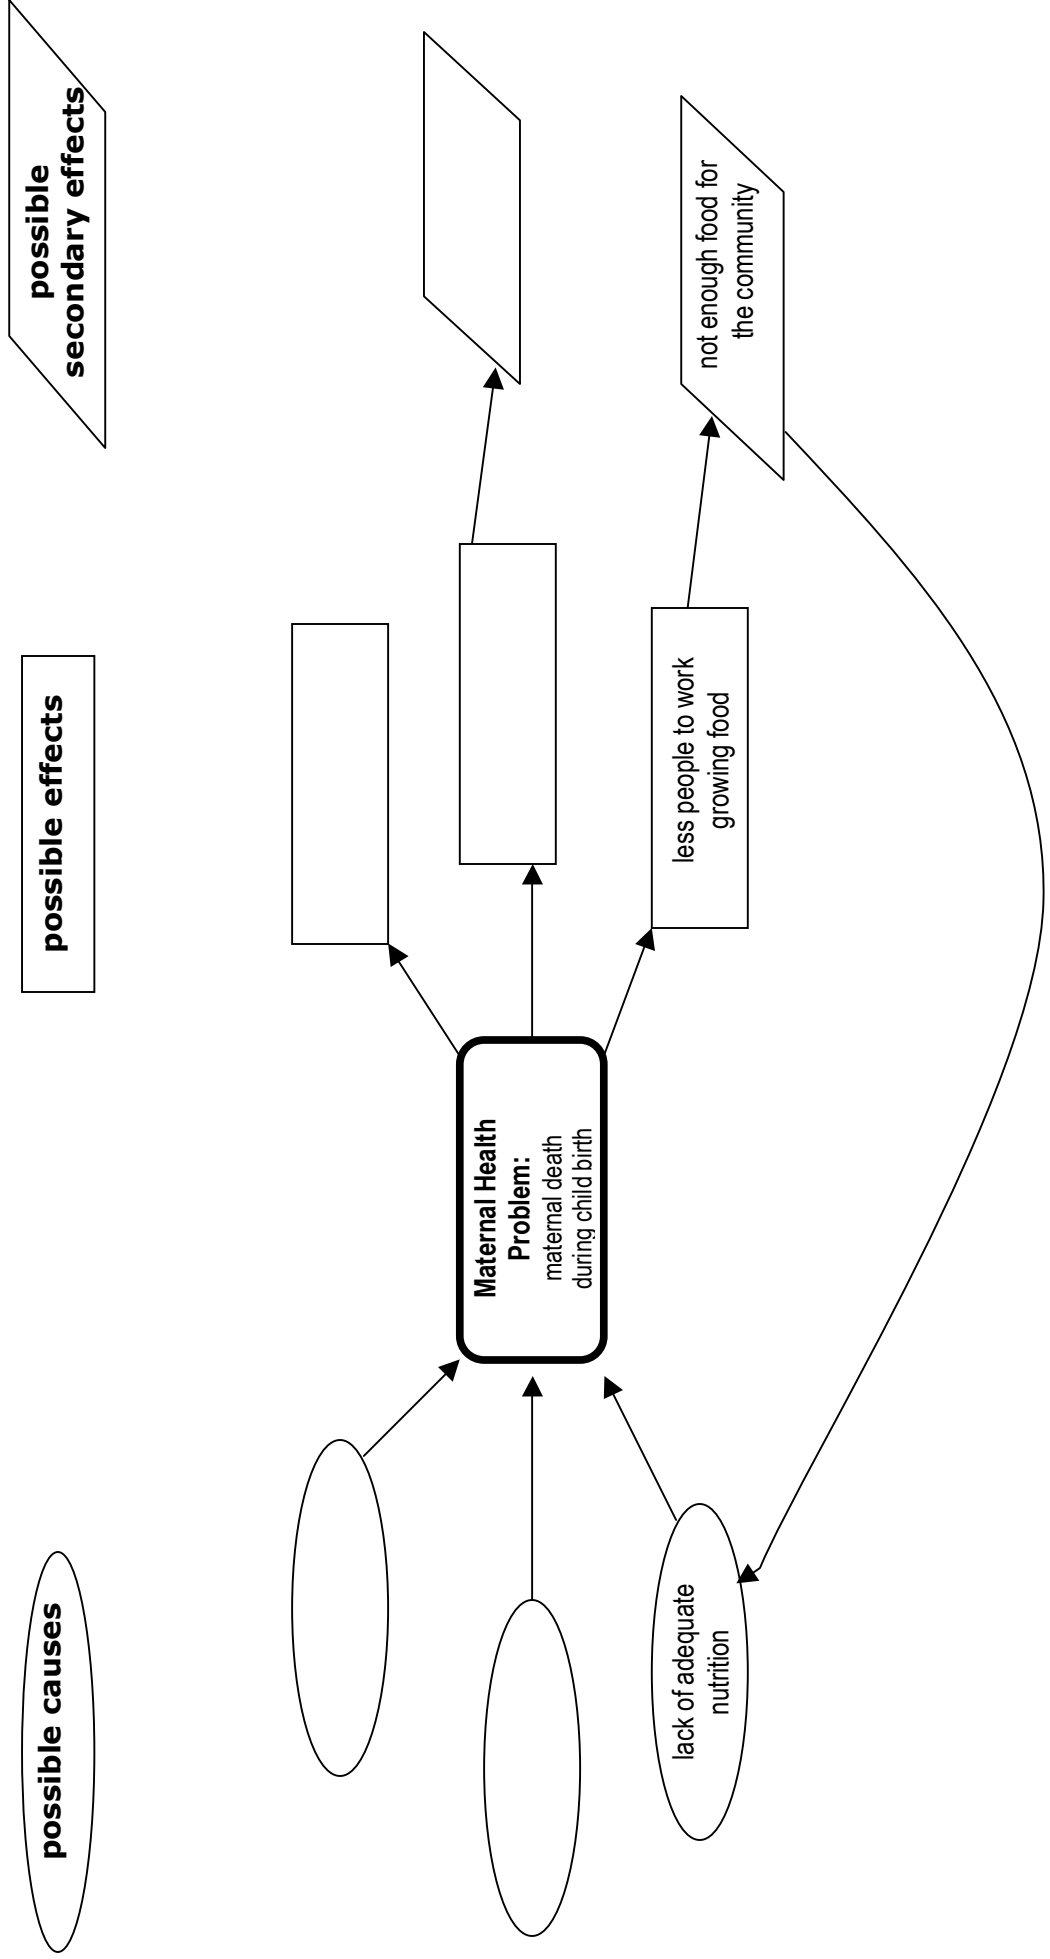 possible causes
possible effects
possible
secondary effects
Maternal Health
Problem:
maternal death
during child birth
lack of adequate
nutrition
less people to work
growing food
not enough food for
the community